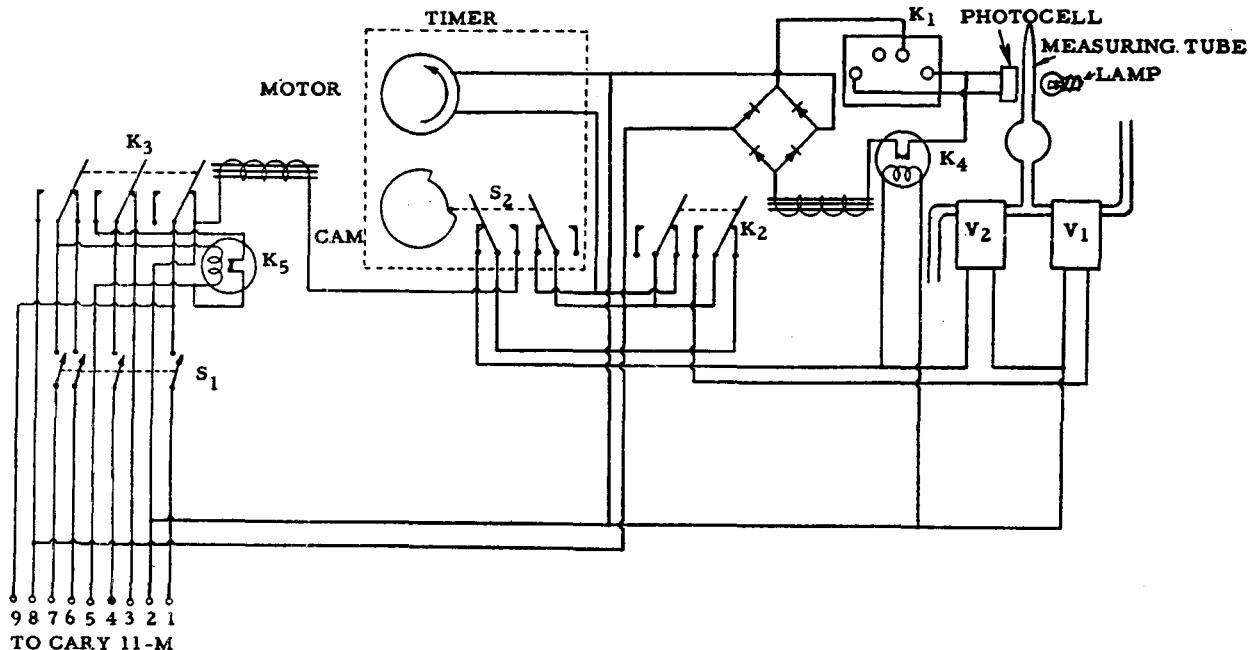 TIMER
K1
PHOTOCELL
MEASURING. TUBE
LAMP
MOTOR
K3
K4
S2
CAM
K2
V2
V1
K5
S1
9 8 7 6 5 4 3 2 1
TO CARY 11-M